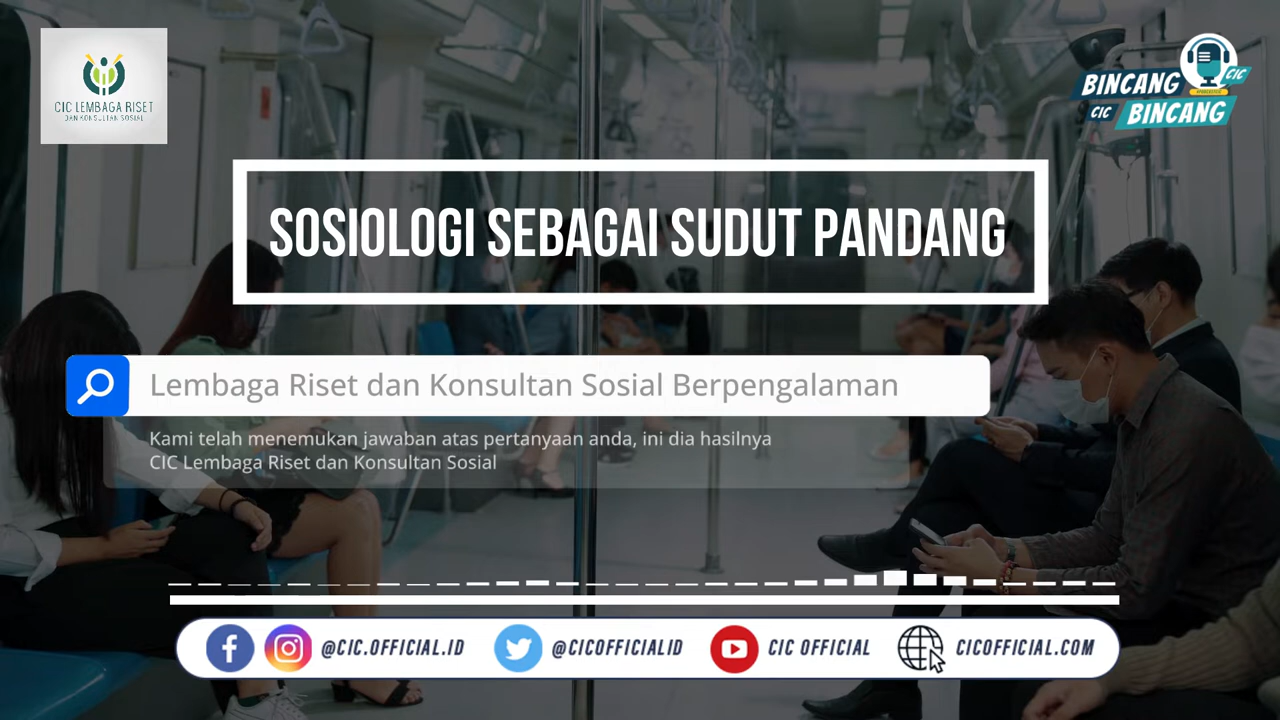 CIC LEMBAGA RISET
DAN KONSULTAN SOSIAL
BINCANG CIC
CIC BINCANG
SOSIOLOGI SEBAGAI SUDUT PANDANG
Lembaga Riset dan Konsultan Sosial Berpengalaman
Kami telah menemukan jawaban atas pertanyaan anda, ini dia hasilnya
CIC Lembaga Riset dan Konsultan Sosial
@CIC.OFFICIAL.ID @CICOFFICIALID CIC OFFICIAL CICOFFICIAL.COM